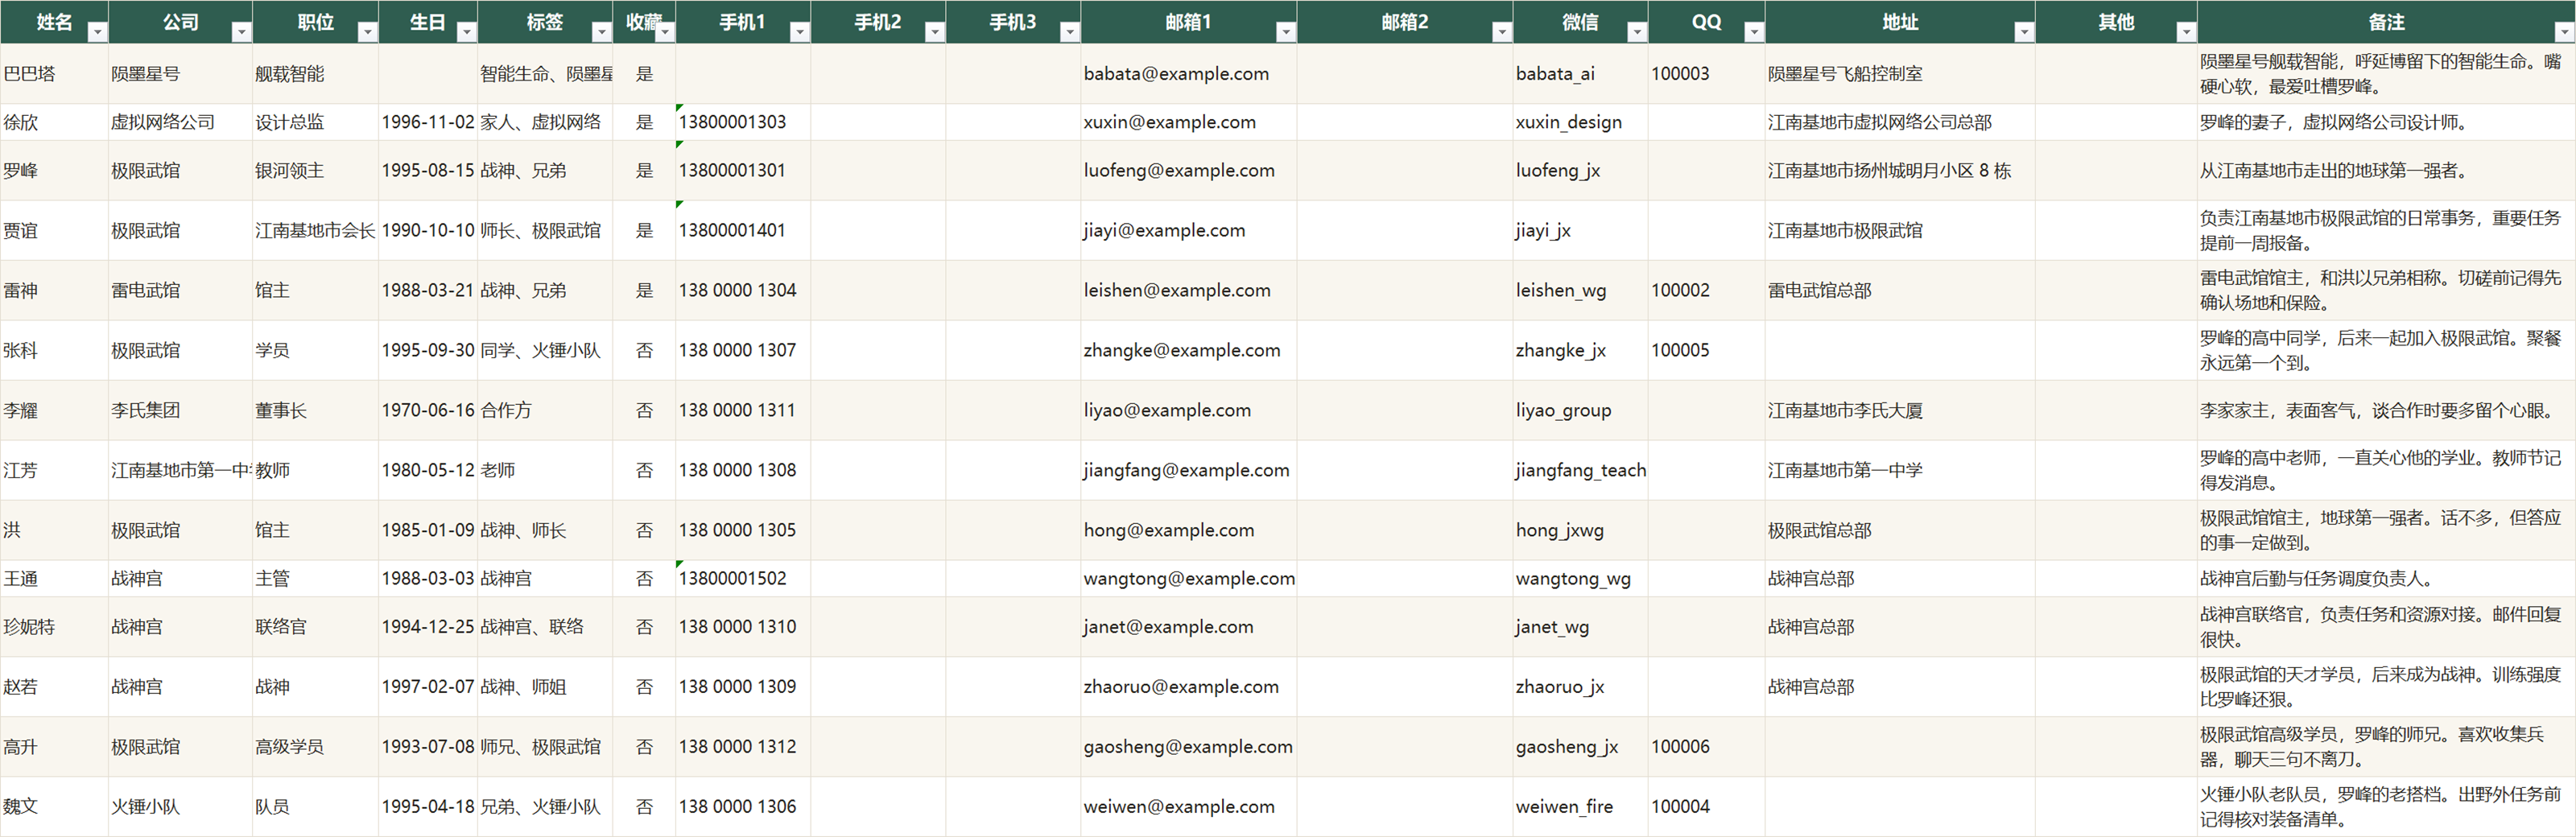 姓名 公司 职位 生日 标签 收藏 手机1 手机2 手机3 邮箱1 邮箱2 微信 QQ 地址 其他 备注
巴巴塔 陨墨星号 舰载智能 智能生命、陨墨星 是 babata@example.com babata_ai 100003 陨墨星号飞船控制室 陨墨星号舰载智能，呼延博留下的智能生命。嘴
硬心软，最爱吐槽罗峰。
徐欣 虚拟网络公司 设计总监 1996-11-02 家人、虚拟网络 是 13800001303 xuxin@example.com xuxin_design 江南基地市虚拟网络公司总部 罗峰的妻子，虚拟网络公司设计师。
罗峰 极限武馆 银河领主 1995-08-15 战神、兄弟 是 13800001301 luofeng@example.com luofeng_jx 江南基地市扬州城明月小区 8 栋 从江南基地市走出的地球第一强者。
贾谊 极限武馆 江南基地市会长 1990-10-10 师长、极限武馆 是 13800001401 jiayi@example.com jiayi_jx 江南基地市极限武馆 负责江南基地市极限武馆的日常事务，重要任务
提前一周报备。
雷神 雷电武馆 馆主 1988-03-21 战神、兄弟 是 138 0000 1304 leishen@example.com leishen_wg 100002 雷电武馆总部 雷电武馆馆主，和洪以兄弟相称。切磋前记得先
确认场地和保险。
张科 极限武馆 学员 1995-09-30 同学、火锤小队 否 138 0000 1307 zhangke@example.com zhangke_jx 100005 罗峰的高中同学，后来一起加入极限武馆。聚餐
永远第一个到。
李耀 李氏集团 董事长 1970-06-16 合作方 否 138 0000 1311 liyao@example.com liyao_group 江南基地市李氏大厦 李家家主，表面客气，谈合作时要多留个心眼。
江芳 江南基地市第一中 教师 1980-05-12 老师 否 138 0000 1308 jiangfang@example.com jiangfang_teach 江南基地市第一中学 罗峰的高中老师，一直关心他的学业。教师节记
得发消息。
洪 极限武馆 馆主 1985-01-09 战神、师长 否 138 0000 1305 hong@example.com hong_jxwg 极限武馆总部 极限武馆馆主，地球第一强者。话不多，但答应
的事一定做到。
王通 战神宫 主管 1988-03-03 战神宫 否 13800001502 wangtong@example.com wangtong_wg 战神宫总部 战神宫后勤与任务调度负责人。
珍妮特 战神宫 联络官 1994-12-25 战神宫、联络 否 138 0000 1310 janet@example.com janet_wg 战神宫总部 战神宫联络官，负责任务和资源对接。邮件回复
很快。
赵若 战神宫 战神 1997-02-07 战神、师姐 否 138 0000 1309 zhaoruo@example.com zhaoruo_jx 战神宫总部 极限武馆的天才学员，后来成为战神。训练强度
比罗峰还狠。
高升 极限武馆 高级学员 1993-07-08 师兄、极限武馆 否 138 0000 1312 gaosheng@example.com gaosheng_jx 100006 极限武馆高级学员，罗峰的师兄。喜欢收集兵
器，聊天三句不离刀。
魏文 火锤小队 队员 1995-04-18 兄弟、火锤小队 否 138 0000 1306 weiwen@example.com weiwen_fire 100004 火锤小队老队员，罗峰的老搭档。出野外任务前
记得核对装备清单。